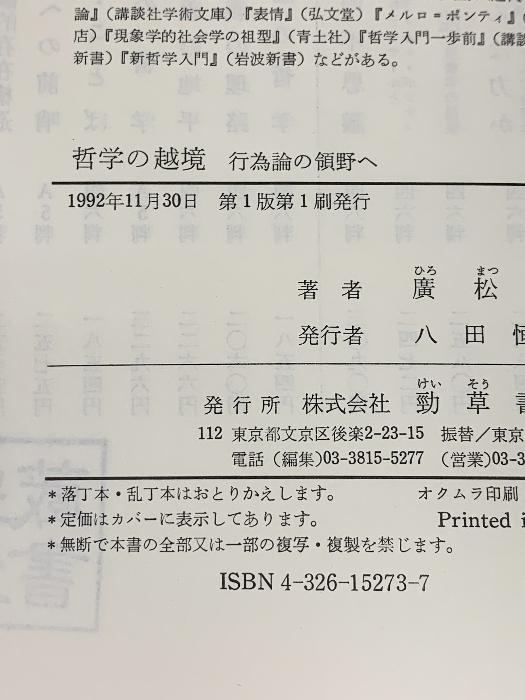 論』（講談社学術文庫）『表情』（弘文堂）『メルロ＝ポンティ』（
店）『現象学的社会学の祖型』（青土社）『哲学入門一歩前』（講談
新書）『新哲学入門』（岩波新書）などがある。
哲学の越境 行為論の領野へ
1992年11月30日 第1版第1刷発行
ひろ まつ
著者 廣松
発行者 八田恒
けい そう
発行所 株式会社 勁草書
112 東京都文京区後楽2-23-15 振替／東京
電話（編集）03-3815-5277 （営業）03-3
＊落丁本・乱丁本はおとりかえします。 オクムラ印刷
＊定価はカバーに表示してあります。 Printed i
＊無断で本書の全部又は一部の複写・複製を禁じます。
ISBN 4-326-15273-7